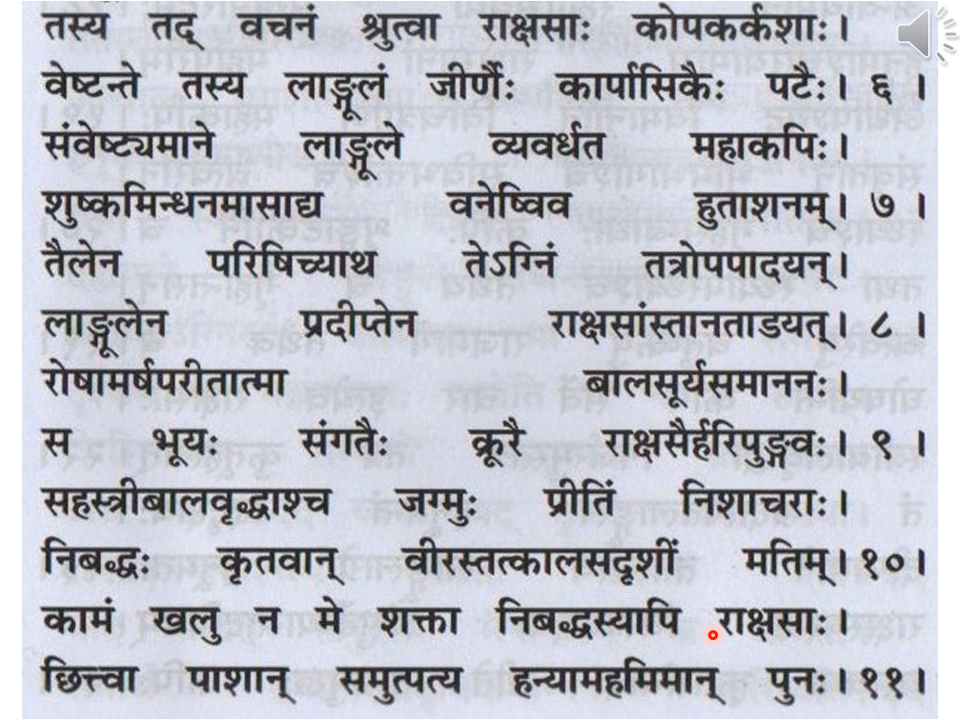 तस्य तद् वचनं श्रुत्वा राक्षसाः कोपकर्कशाः।
वेष्टन्ते तस्य लाङ्गूलं जीर्णैः कार्पासिकैः पटैः ६ ।
संवेष्ट्यमाने लाङ्गूले व्यवर्धत महाकपिः।
शुष्कमिन्धनमासाद्य वनेष्विव हुताशनम्। ७ ।
तैलेन परिषिच्याथ तेऽग्निं तत्रोपपादयन्।
लाङ्गूलेन प्रदीप्तेन राक्षसांस्तानताडयत्। ८ ।
रोषामर्षपरीतात्मा बालसूर्यसमाननः।
स भूयः संगतैः क्रूरै राक्षसैर्हरिपुङ्गवः। ९ ।
सहस्त्रीबालवृद्धाश्च जग्मुः प्रीतिं निशाचराः।
निबद्धः कृतवान् वीरस्तत्कालसदृशीं मतिम्। १०।
कामं खलु न मे शक्ता निबद्धस्यापि राक्षसाः।
छित्त्वा पाशान् समुत्पत्य हन्यामहमिमान् पुनः। ११